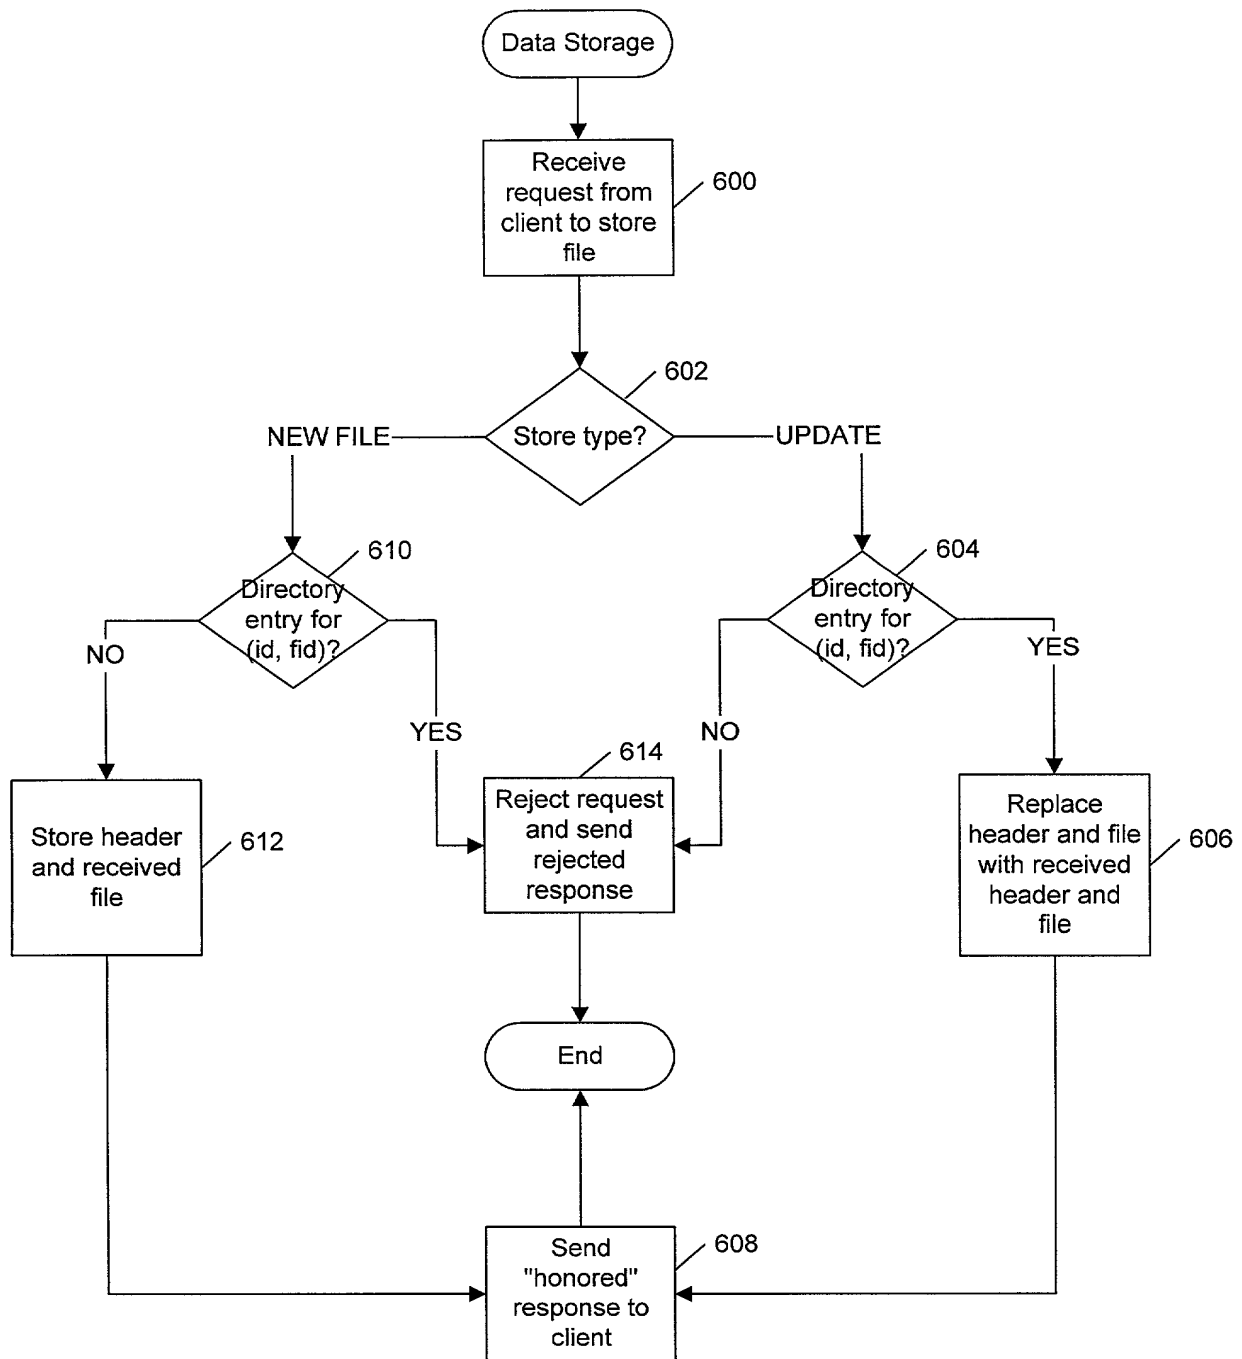 Data Storage
Receive
request from
client to store
file
600
602
Store type?
NEW FILE
UPDATE
610
Directory
entry for
(id, fid)?
604
Directory
entry for
(id, fid)?
NO
YES
NO
YES
614
Store header
and received
file
612
Reject request
and send
rejected
response
Replace
header and file
with received
header and
file
606
End
Send
"honored"
response to
client
608